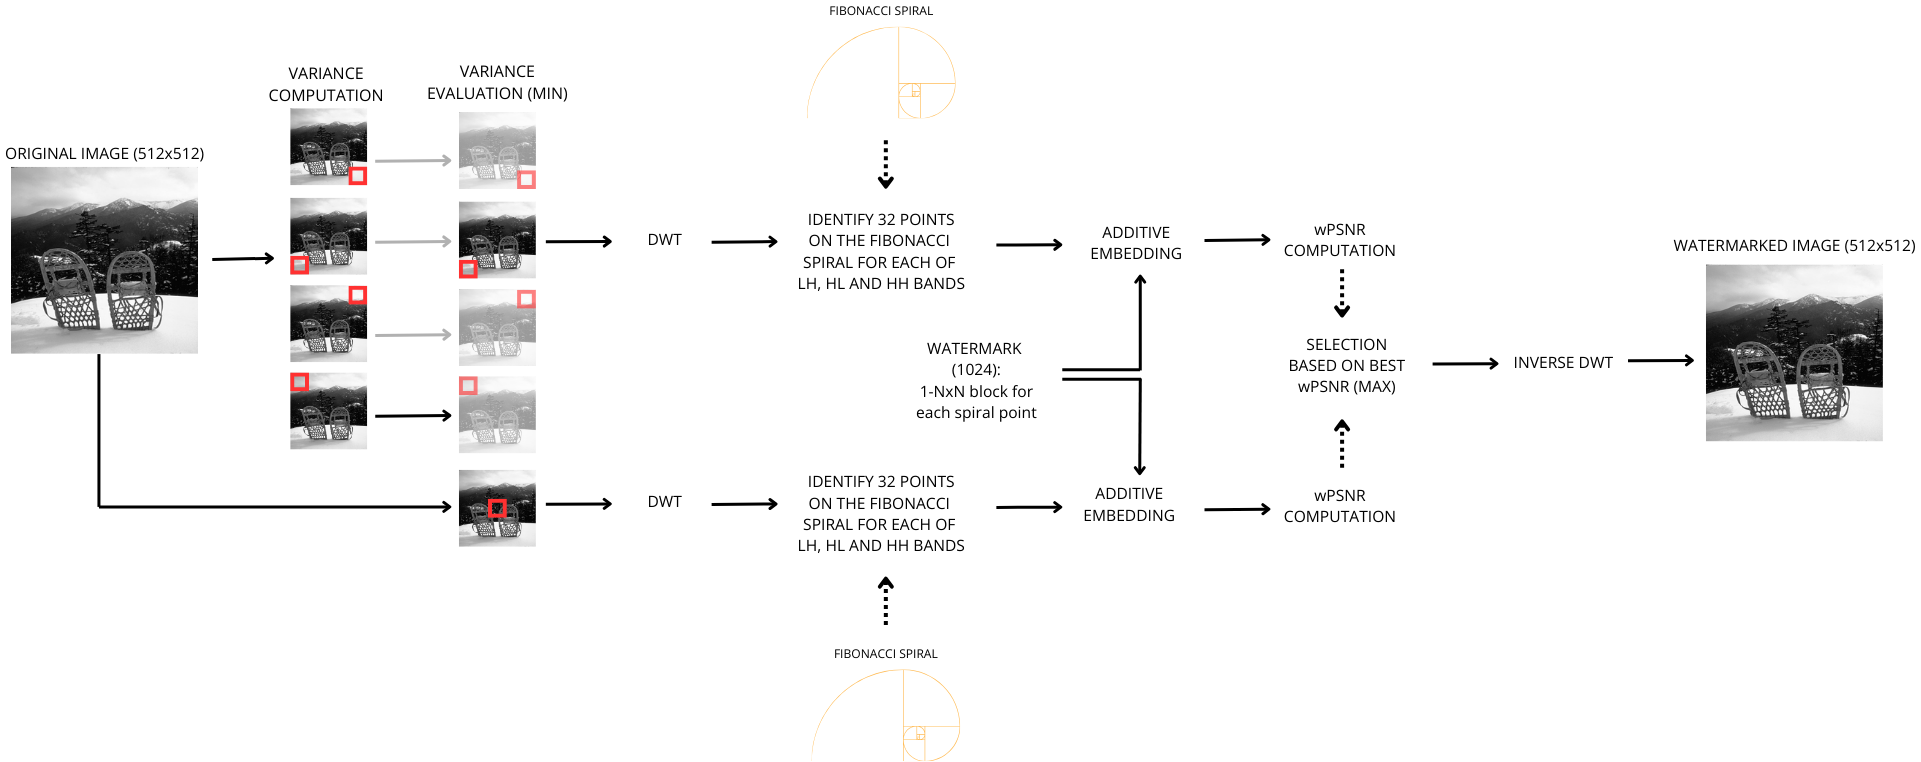 FIBONACCI SPIRAL
VARIANCE
COMPUTATION
VARIANCE
EVALUATION (MIN)
ORIGINAL IMAGE (512x512)
DWT
IDENTIFY 32 POINTS
ON THE FIBONACCI
SPIRAL FOR EACH OF
LH, HL AND HH BANDS
ADDITIVE
EMBEDDING
wPSNR
COMPUTATION
WATERMARKED IMAGE (512x512)
WATERMARK
(1024):
1-NxN block for
each spiral point
SELECTION
BASED ON BEST
wPSNR (MAX)
INVERSE DWT
DWT
IDENTIFY 32 POINTS
ON THE FIBONACCI
SPIRAL FOR EACH OF
LH, HL AND HH BANDS
ADDITIVE
EMBEDDING
wPSNR
COMPUTATION
FIBONACCI SPIRAL